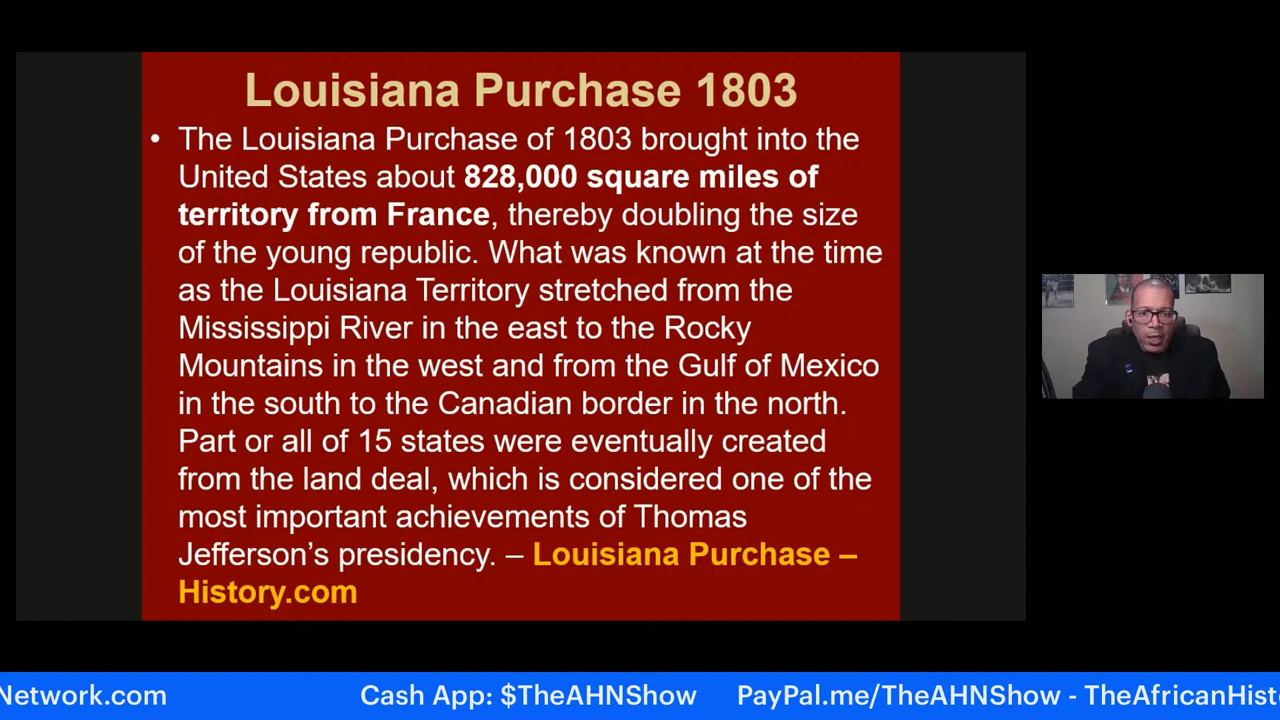 Louisiana Purchase 1803
• The Louisiana Purchase of 1803 brought into the
United States about 828,000 square miles of
territory from France, thereby doubling the size
of the young republic. What was known at the time
as the Louisiana Territory stretched from the
Mississippi River in the east to the Rocky
Mountains in the west and from the Gulf of Mexico
in the south to the Canadian border in the north.
Part or all of 15 states were eventually created
from the land deal, which is considered one of the
most important achievements of Thomas
Jefferson’s presidency. – Louisiana Purchase –
History.com
Network.com Cash App: $TheAHNShow PayPal.me/TheAHNShow - TheAfricanHist